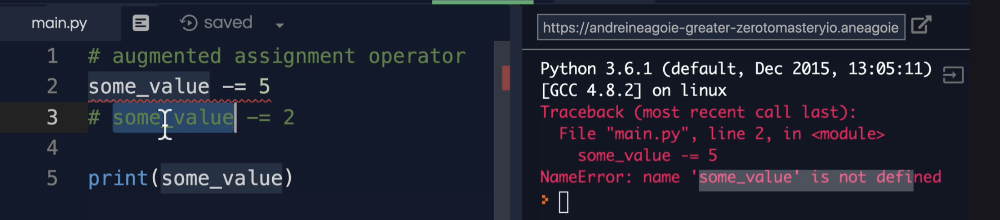 main.py
saved
1 # augmented assignment operator
2 some_value -= 5
3 # some_value -= 2
4
5 print(some_value)
https://andreineagoie-greater-zerotomasteryio.aneagoie
Python 3.6.1 (default, Dec 2015, 13:05:11)
[GCC 4.8.2] on linux
Traceback (most recent call last):
File "main.py", line 2, in <module>
some_value -= 5
NameError: name 'some_value' is not defined